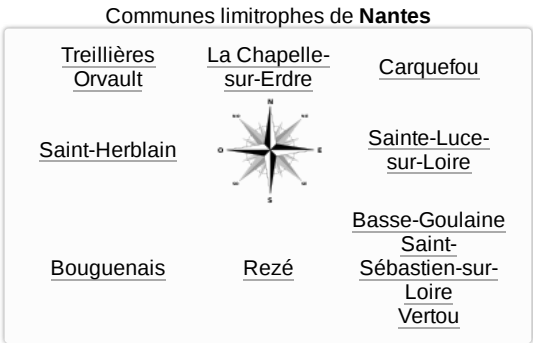 Communes limitrophes de Nantes
Treillières
Orvault
La Chapelle-
sur-Erdre
Carquefou
Saint-Herblain
N
O
E
S
Sainte-Luce-
sur-Loire
Bouguenais
Rezé
Basse-Goulaine
Saint-
Sébastien-sur-
Loire
Vertou